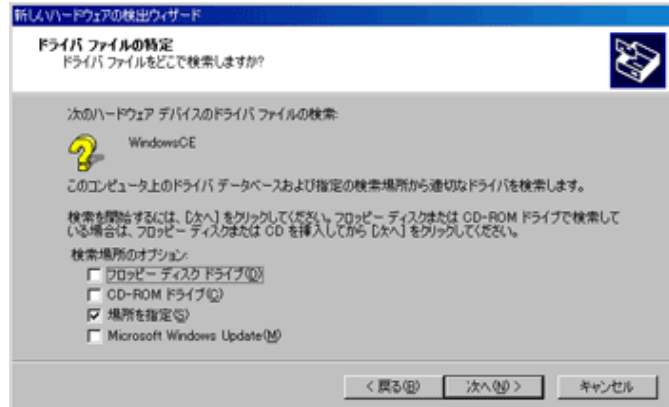 新しいハードウェアの検出ウィザード
ドライバ ファイルの特定
ドライバ ファイルをどこで検索しますか?
次のハードウェア デバイスのドライバ ファイルの検索:
WindowsCE
このコンピュータ上のドライバ データベースおよび指定の検索場所から適切なドライバを検索します。
検索を開始するには、[次へ] をクリックしてください。フロッピー ディスクまたは CD-ROM ドライブで検索して
いる場合は、フロッピー ディスクまたは CD を挿入してから [次へ] をクリックしてください。
検索場所のオプション:
フロッピー ディスク ドライブ(D)
CD-ROM ドライブ(C)
場所を指定(S)
Microsoft Windows Update(M)
< 戻る(B) 次へ(N) > キャンセル